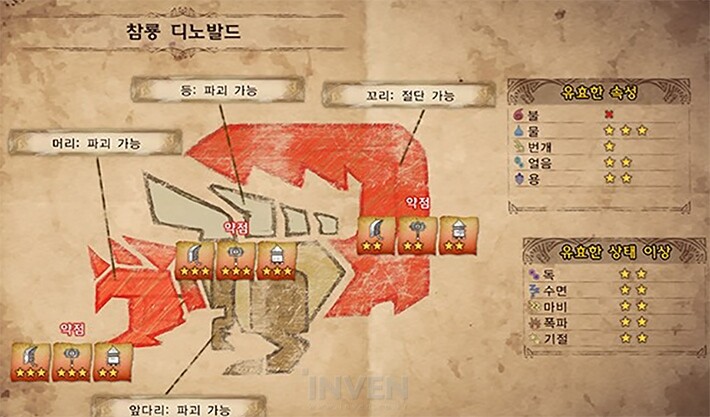 참룡 디노발드
등: 파괴 가능
꼬리: 절단 가능
머리: 파괴 가능
유효한 속성
불
물
번개
얼음
용
약점
약점
약점
유효한 상태 이상
독
수면
마비
폭파
기절
INVEN
앞다리: 파괴 가능